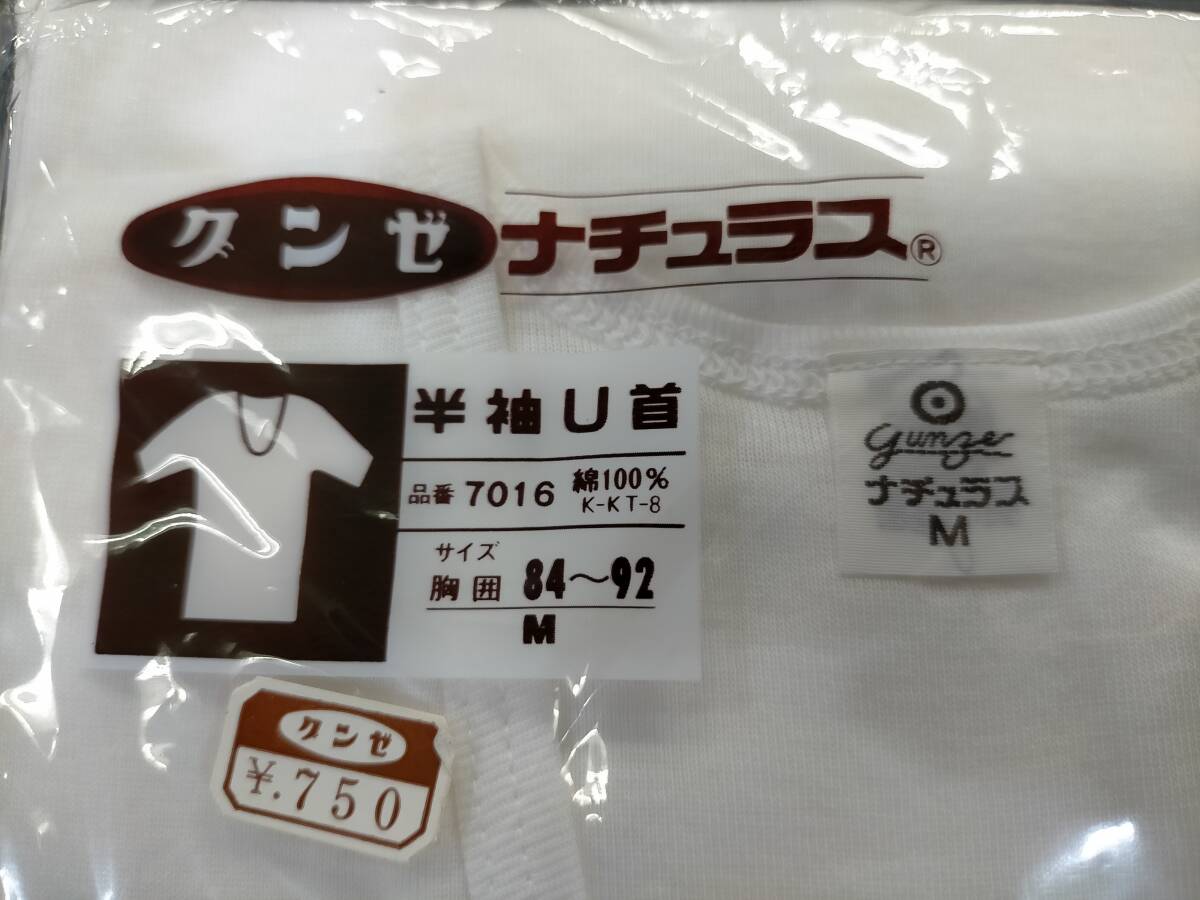 グンゼ ナチュラス®
半袖U首
品番 7016 綿100%
K-KT-8
サイズ
胸囲 84～92
M
gunze
ナチュラス
M
グンゼ
¥.750